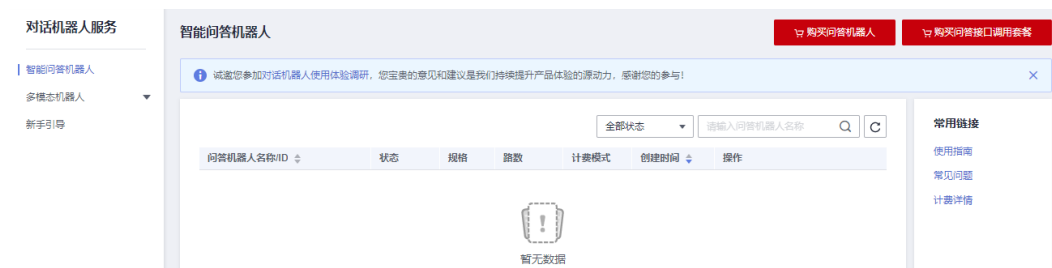 对话机器人服务
智能问答机器人
多模态机器人
新手引导
智能问答机器人
购买问答机器人
购买问答接口调用套餐
诚邀您参加对话机器人使用体验调研，您宝贵的意见和建议是我们持续提升产品体验的源动力，感谢您的参与！
全部状态
请输入问答机器人名称
问答机器人名称/ID 状态 规格 路数 计费模式 创建时间 操作
暂无数据
常用链接
使用指南
常见问题
计费详情